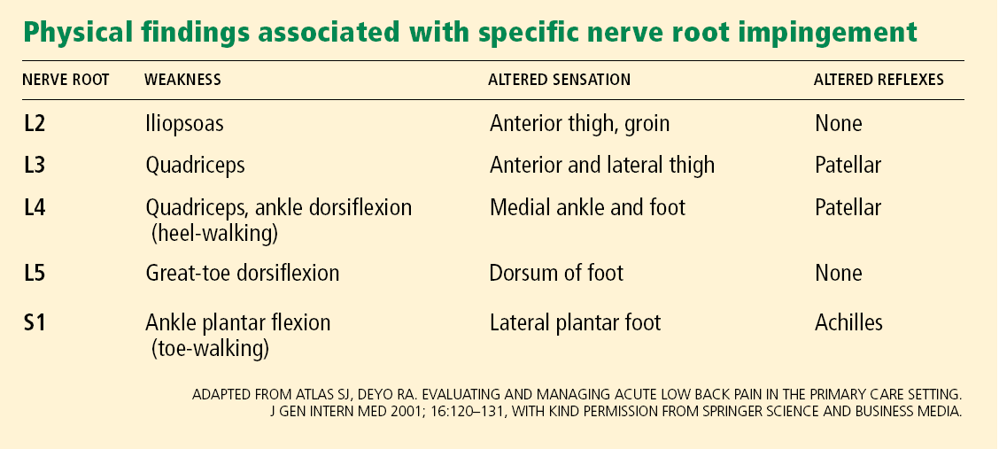 Physical findings associated with specific nerve root impingement
NERVE ROOT WEAKNESS ALTERED SENSATION ALTERED REFLEXES
L2 Iliopsoas Anterior thigh, groin None
L3 Quadriceps Anterior and lateral thigh Patellar
L4 Quadriceps, ankle dorsiflexion Medial ankle and foot Patellar
(heel-walking)
L5 Great-toe dorsiflexion Dorsum of foot None
S1 Ankle plantar flexion Lateral plantar foot Achilles
(toe-walking)
ADAPTED FROM ATLAS SJ, DEYO RA. EVALUATING AND MANAGING ACUTE LOW BACK PAIN IN THE PRIMARY CARE SETTING.
J GEN INTERN MED 2001; 16:120–131, WITH KIND PERMISSION FROM SPRINGER SCIENCE AND BUSINESS MEDIA.